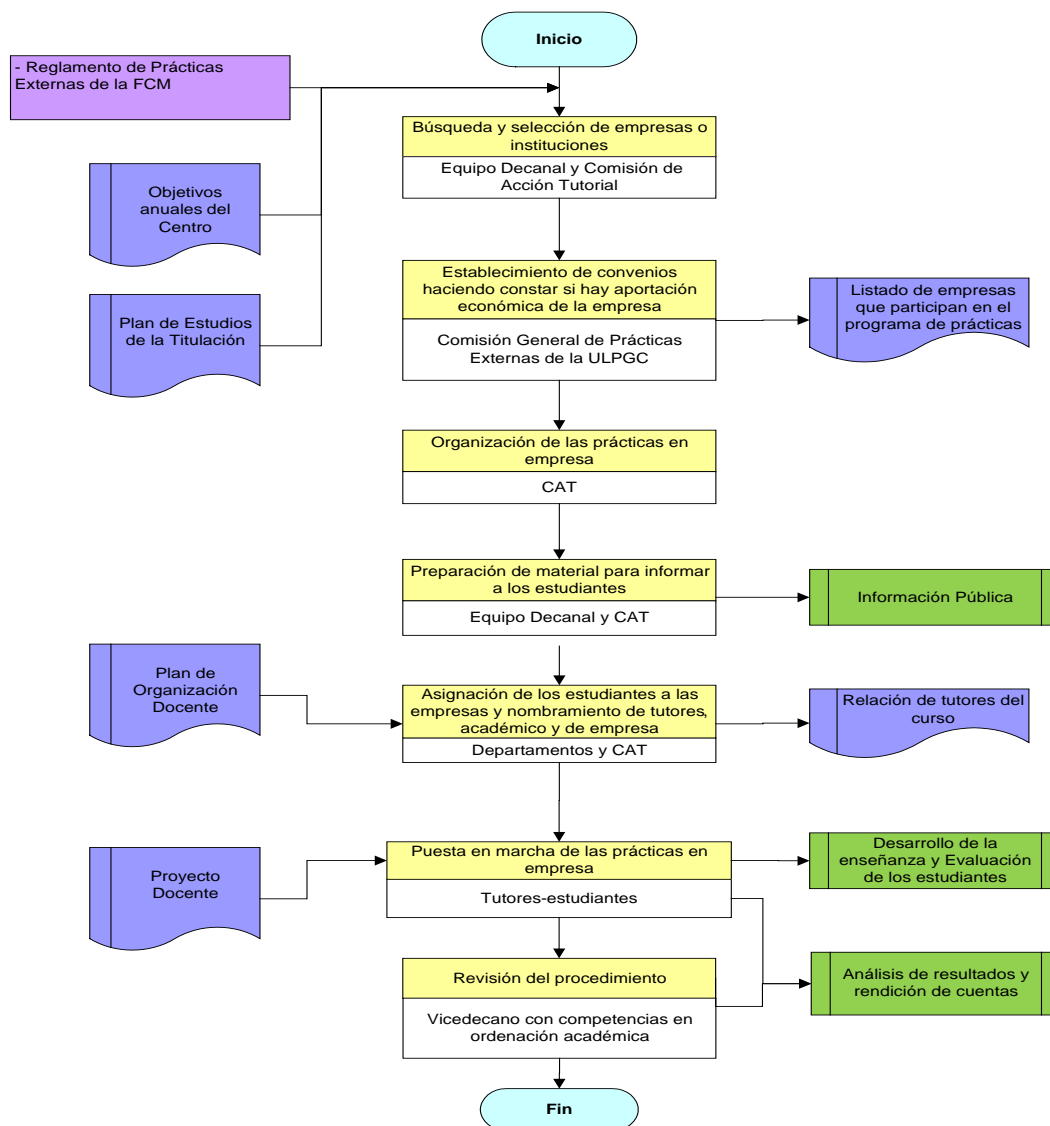 Inicio
- Reglamento de Prácticas
Externas de la FCM
Búsqueda y selección de empresas o
instituciones
Equipo Decanal y Comisión de
Acción Tutorial
Objetivos
anuales del
Centro
Establecimiento de convenios
haciendo constar si hay aportación
económica de la empresa
Comisión General de Prácticas
Externas de la ULPGC
Listado de empresas
que participan en el
programa de prácticas
Plan de Estudios
de la Titulación
Organización de las prácticas en
empresa
CAT
Preparación de material para informar
a los estudiantes
Equipo Decanal y CAT
Información Pública
Plan de
Organización
Docente
Asignación de los estudiantes a las
empresas y nombramiento de tutores,
académico y de empresa
Departamentos y CAT
Relación de tutores del
curso
Puesta en marcha de las prácticas en
empresa
Tutores-estudiantes
Desarrollo de la
enseñanza y Evaluación
de los estudiantes
Proyecto
Docente
Revisión del procedimiento
Vicedecano con competencias en
ordenación académica
Análisis de resultados y
rendición de cuentas
Fin